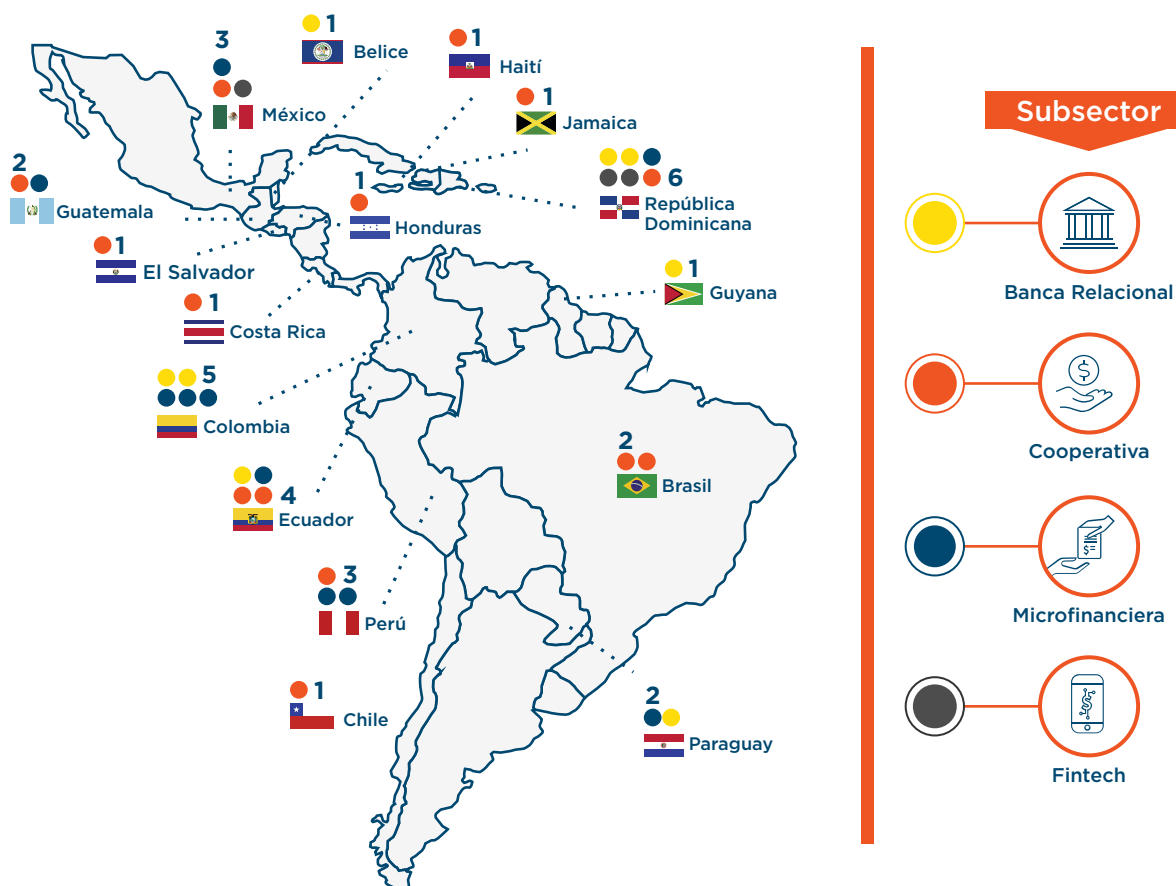 1
Belice
3
México
1
Haití
1
Jamaica
6
República
Dominicana
2
Guatemala
1
Honduras
1
El Salvador
1
Costa Rica
1
Guyana
5
Colombia
2
Brasil
4
Ecuador
3
Perú
1
Chile
2
Paraguay
Subsector
Banca Relacional
$
Cooperativa
$=
Microfinanciera
Fintech